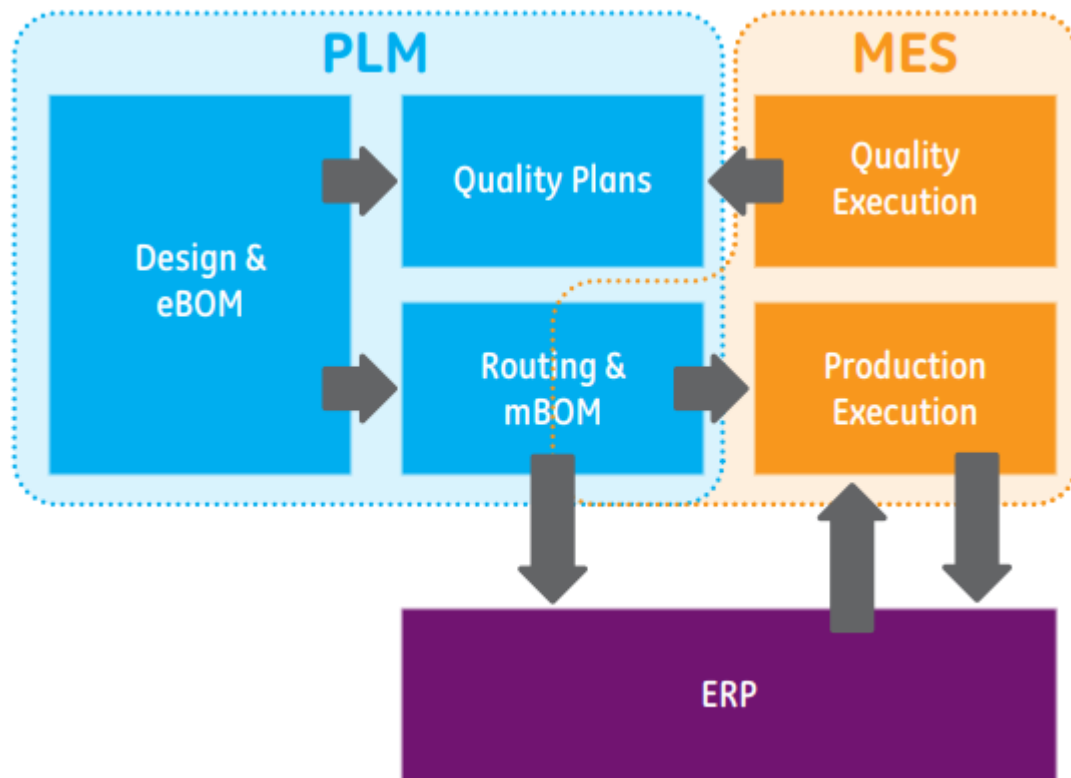 PLM
MES
Design &
eBOM
Quality Plans
Quality
Execution
Routing &
mBOM
Production
Execution
ERP